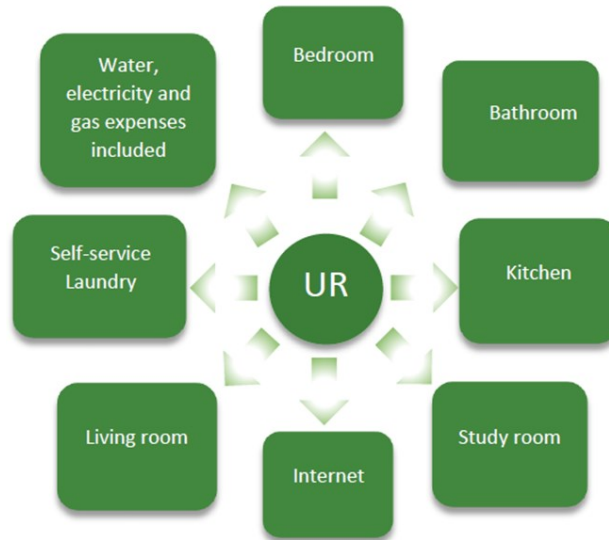 Bedroom
Water,
electricity and
gas expenses
included
Bathroom
Self-service
Laundry
UR
Kitchen
Living room
Study room
Internet